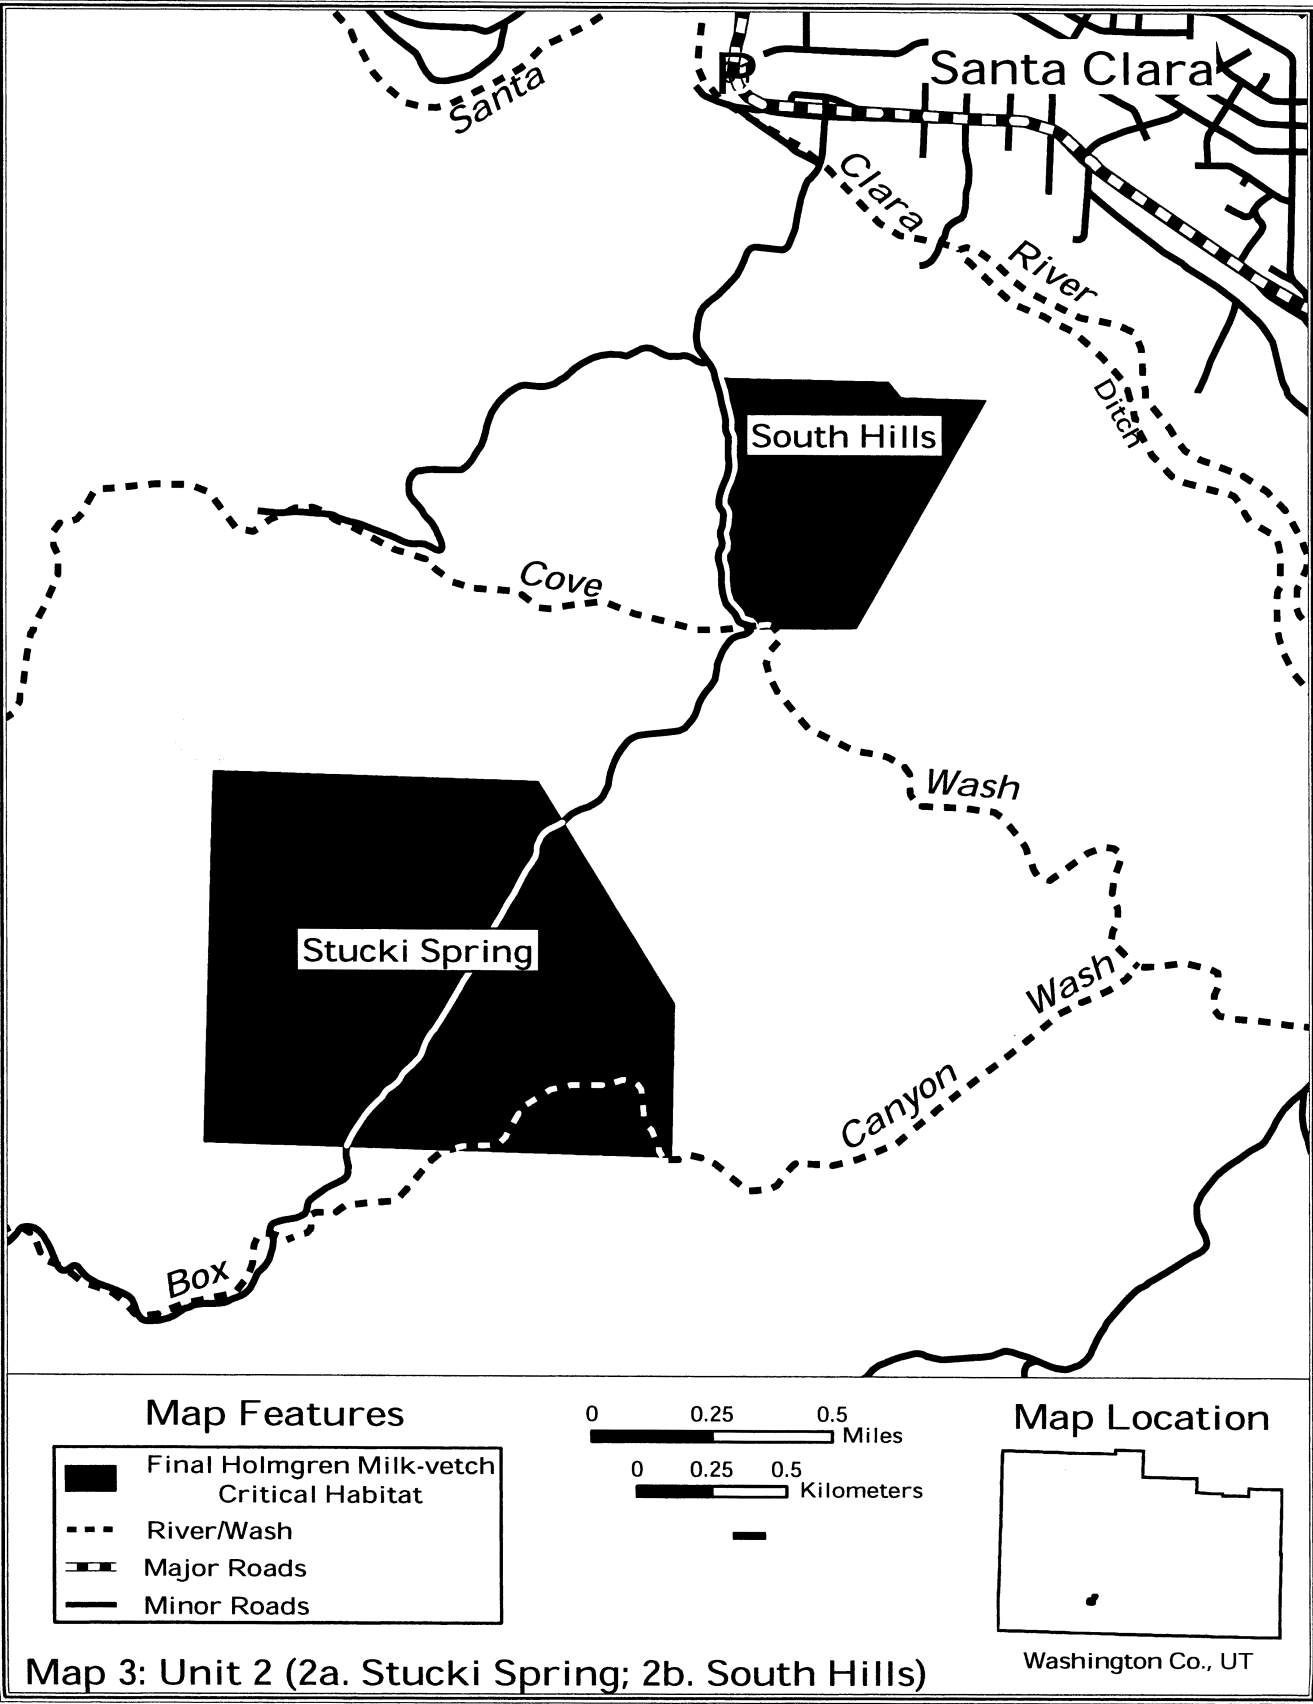 P
Santa Clara
Santa
Clara
River
Ditch
South Hills
Cove
Wash
Stucki Spring
Wash
Canyon
Box
Map Features
Final Holmgren Milk-vetch
Critical Habitat
River/Wash
Major Roads
Minor Roads
0 0.25 0.5
Miles
0 0.25 0.5
Kilometers
Map Location
Washington Co., UT
Map 3: Unit 2 (2a. Stucki Spring; 2b. South Hills)